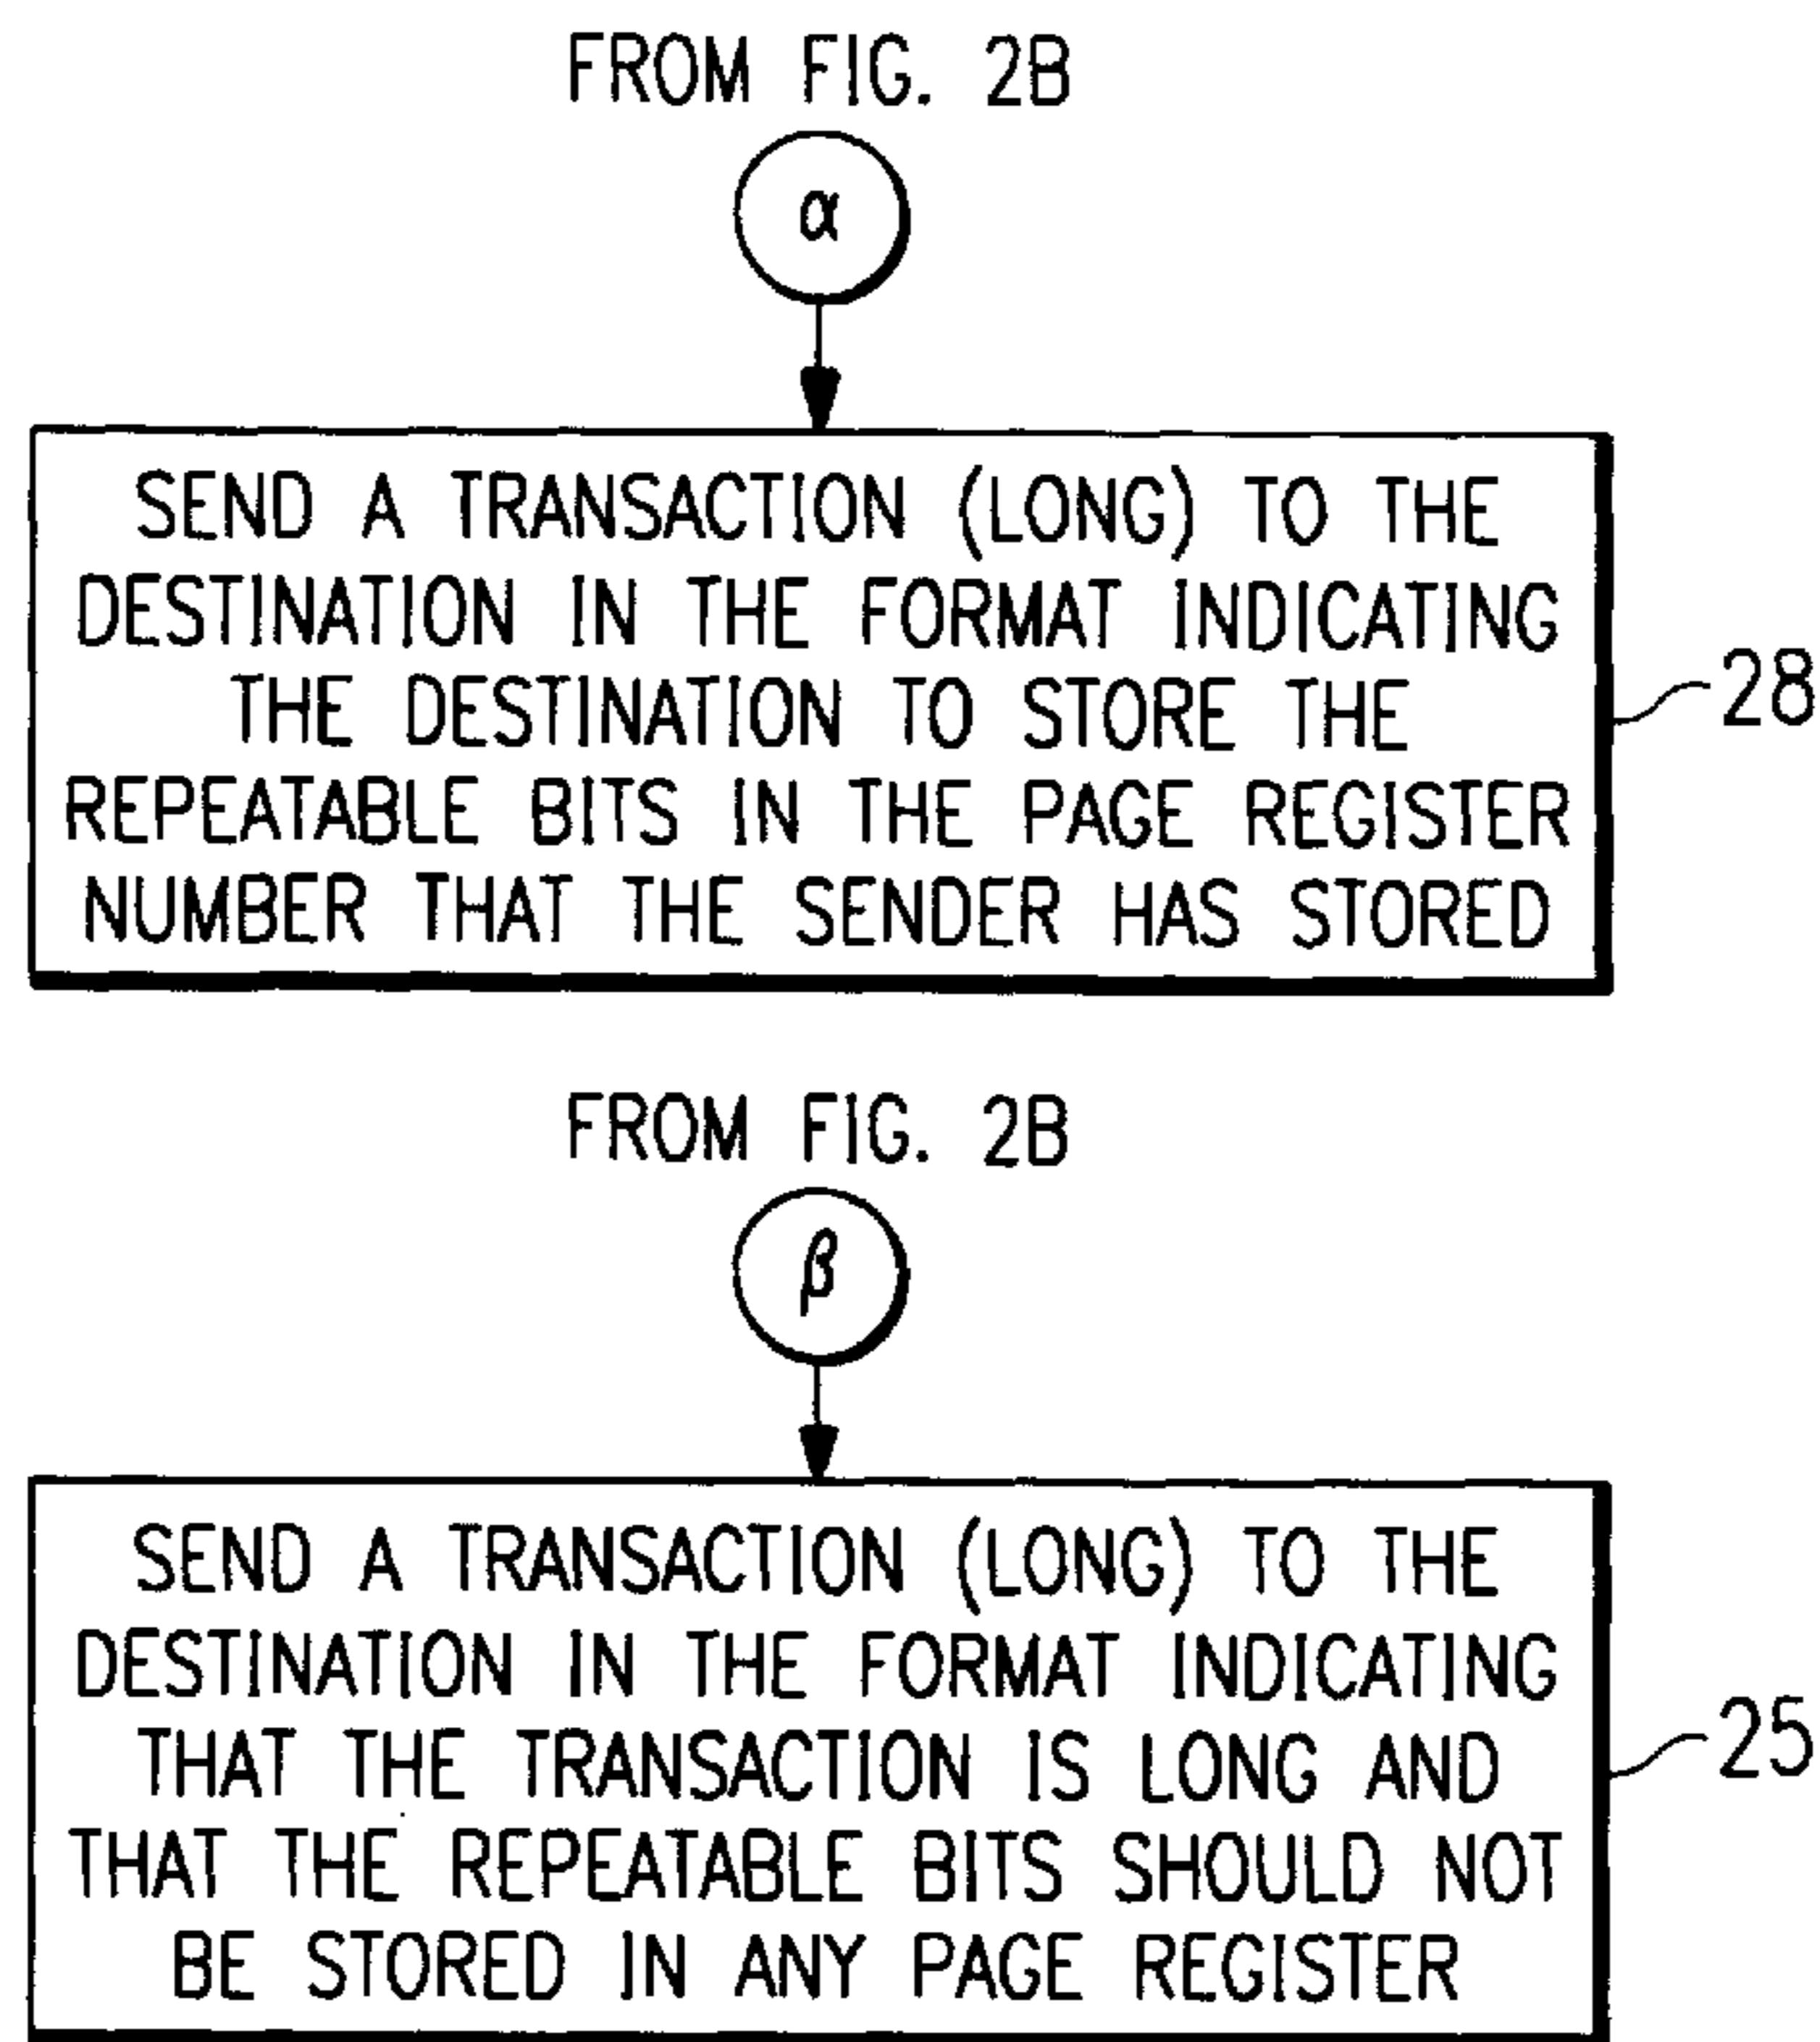 FROM FIG. 2B
α
SEND A TRANSACTION (LONG) TO THE
DESTINATION IN THE FORMAT INDICATING
THE DESTINATION TO STORE THE
REPEATABLE BITS IN THE PAGE REGISTER
NUMBER THAT THE SENDER HAS STORED
28
FROM FIG. 2B
β
SEND A TRANSACTION (LONG) TO THE
DESTINATION IN THE FORMAT INDICATING
THAT THE TRANSACTION IS LONG AND
THAT THE REPEATABLE BITS SHOULD NOT
BE STORED IN ANY PAGE REGISTER
25